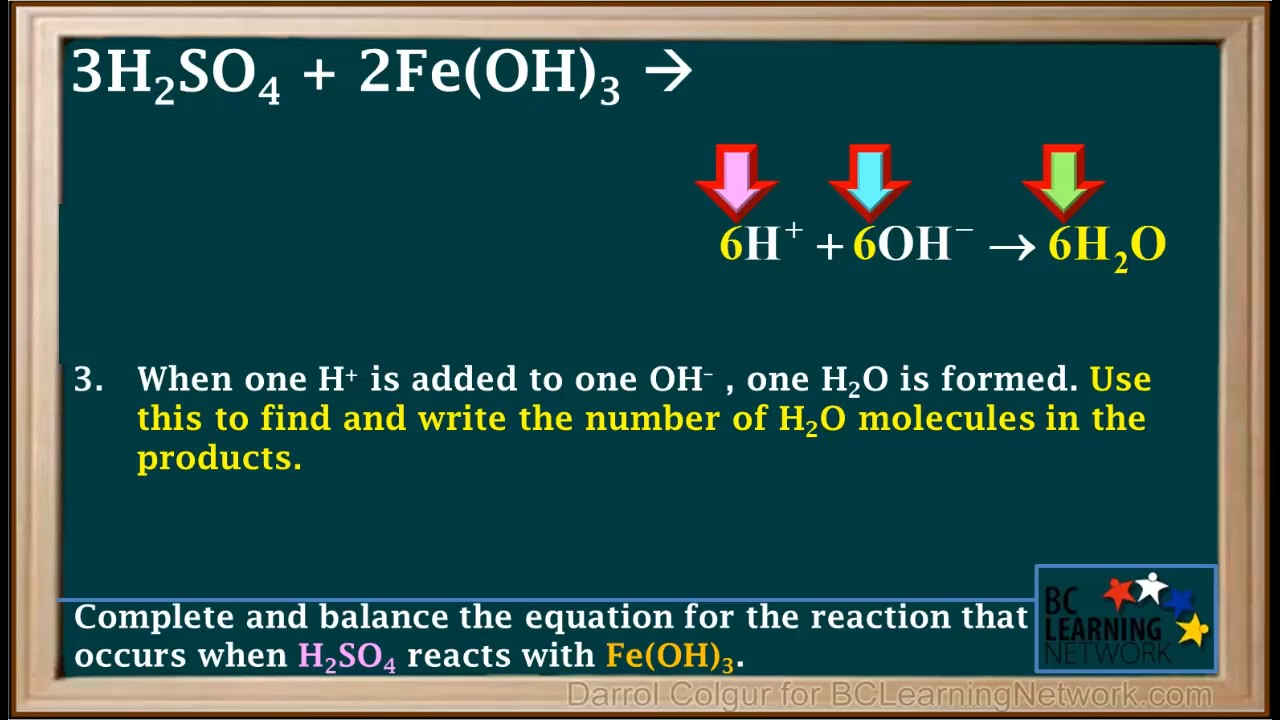 3H₂SO₄ + 2Fe(OH)₃ →
6H⁺ + 6OH⁻ → 6H₂O
3. When one H⁺ is added to one OH⁻ , one H₂O is formed. Use
this to find and write the number of H₂O molecules in the
products.
Complete and balance the equation for the reaction that
occurs when H₂SO₄ reacts with Fe(OH)₃.
BC
LEARNING
NETWORK
Darrol Colgur for BCLearningNetwork.com